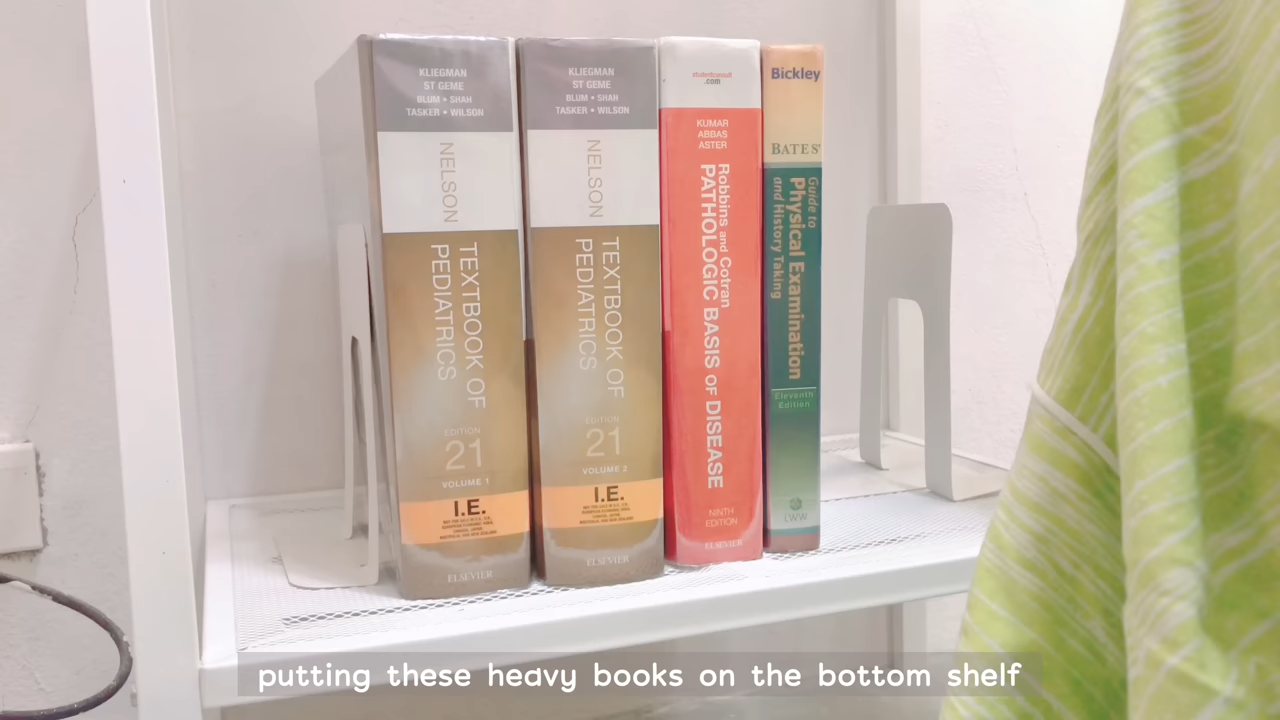 KLIEGMAN
ST GEME
BLUM • SHAH
TASKER • WILSON
NELSON
TEXTBOOK OF
PEDIATRICS
EDITION
21
VOLUME 1
I.E.
ELSEVIER
KLIEGMAN
ST GEME
BLUM • SHAH
TASKER • WILSON
NELSON
TEXTBOOK OF
PEDIATRICS
EDITION
21
VOLUME 2
I.E.
ELSEVIER
studentconsult
.com
KUMAR
ABBAS
ASTER
Robbins and Cotran
PATHOLOGIC BASIS OF DISEASE
NINTH
EDITION
ELSEVIER
Bickley
BATES'
Guide to
Physical Examination
and History Taking
Eleventh
Edition
LWW
putting these heavy books on the bottom shelf